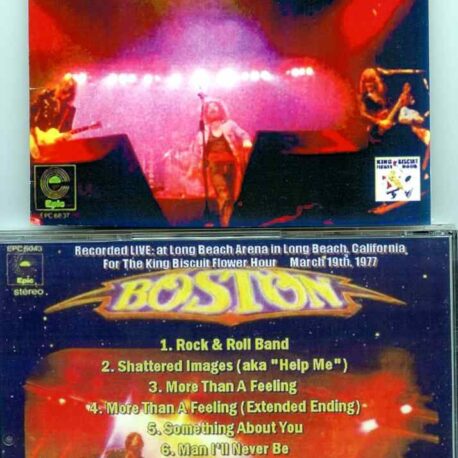 Epic
EPC 6837
KING BISCUIT
FLOWER HOUR
EPC 6043
Epic
stereo
Recorded LIVE: at Long Beach Arena in Long Beach, California
For The King Biscuit Flower Hour March 19th, 1977
BOSTON
1. Rock & Roll Band
2. Shattered Images (aka "Help Me")
3. More Than A Feeling
4. More Than A Feeling (Extended Ending)
5. Something About You
6. Man I'll Never Be